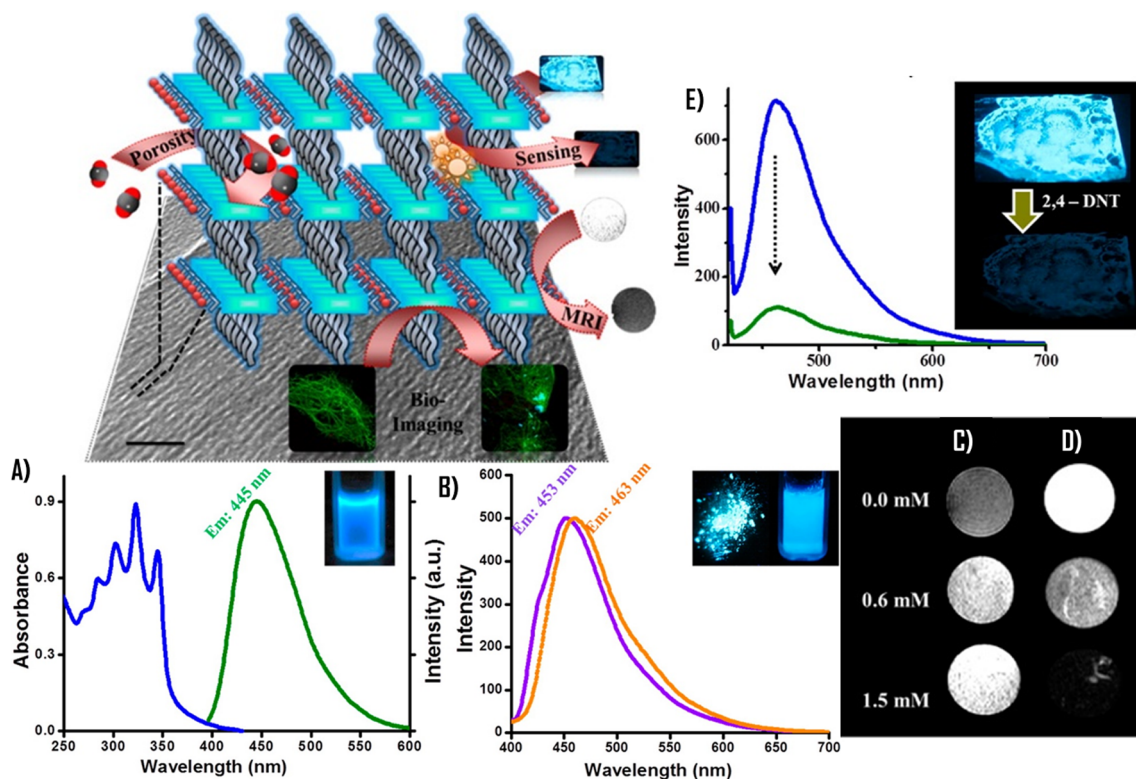 Porosity
Sensing
MRI
Bio-
Imaging
E)
Intensity
600
400
200
0
500
600
700
Wavelength (nm)
2,4 – DNT
A)
Em: 445 nm
Absorbance
0.9
0.6
0.3
0.0
250
300
350
400
450
500
550
600
Wavelength (nm)
Intensity (a.u.)
B)
Em: 453 nm
Em: 463 nm
Intensity
600
500
400
300
200
100
0
400
450
500
550
600
650
700
Wavelength (nm)
C)
D)
0.0 mM
0.6 mM
1.5 mM